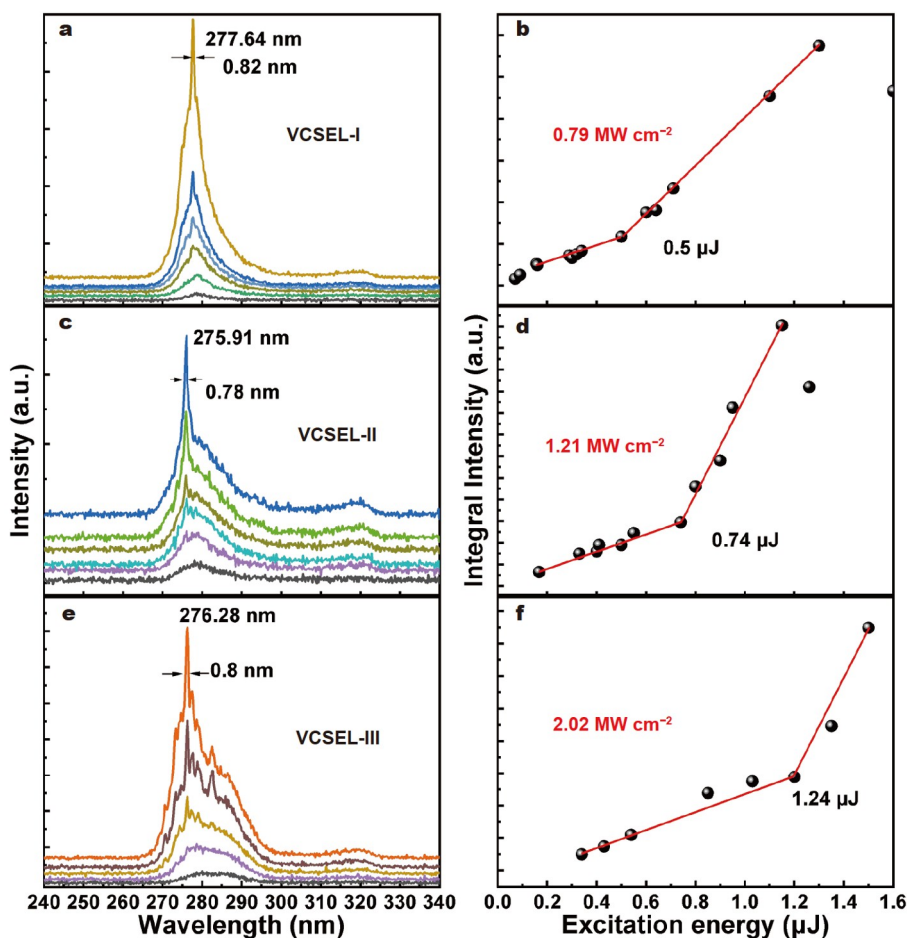 a
277.64 nm
0.82 nm
VCSEL-I
b
0.79 MW cm⁻²
0.5 µJ
c
275.91 nm
0.78 nm
VCSEL-II
d
1.21 MW cm⁻²
0.74 µJ
e
276.28 nm
0.8 nm
VCSEL-III
f
2.02 MW cm⁻²
1.24 µJ
Intensity (a.u.)
Integral Intensity (a.u.)
240 250 260 270 280 290 300 310 320 330 340
Wavelength (nm)
0.0 0.2 0.4 0.6 0.8 1.0 1.2 1.4 1.6
Excitation energy (µJ)